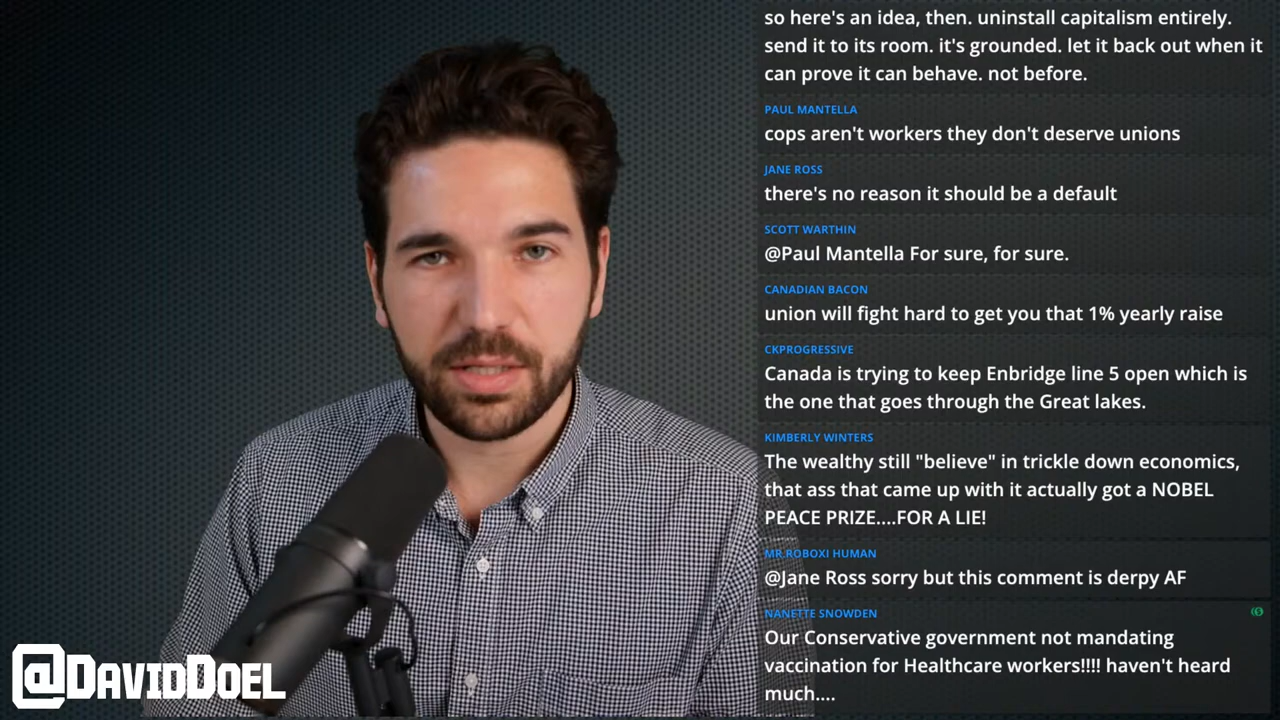 so here's an idea, then. uninstall capitalism entirely.
send it to its room. it's grounded. let it back out when it
can prove it can behave. not before.
PAUL MANTELLA
cops aren't workers they don't deserve unions
JANE ROSS
there's no reason it should be a default
SCOTT WARTHIN
@Paul Mantella For sure, for sure.
CANADIAN BACON
union will fight hard to get you that 1% yearly raise
CKPROGRESSIVE
Canada is trying to keep Enbridge line 5 open which is
the one that goes through the Great lakes.
KIMBERLY WINTERS
The wealthy still "believe" in trickle down economics,
that ass that came up with it actually got a NOBEL
PEACE PRIZE....FOR A LIE!
MR.ROBOXI HUMAN
@Jane Ross sorry but this comment is derpy AF
NANETTE SNOWDEN
Our Conservative government not mandating
vaccination for Healthcare workers!!!! haven't heard
much....
@DAVIDDOEL